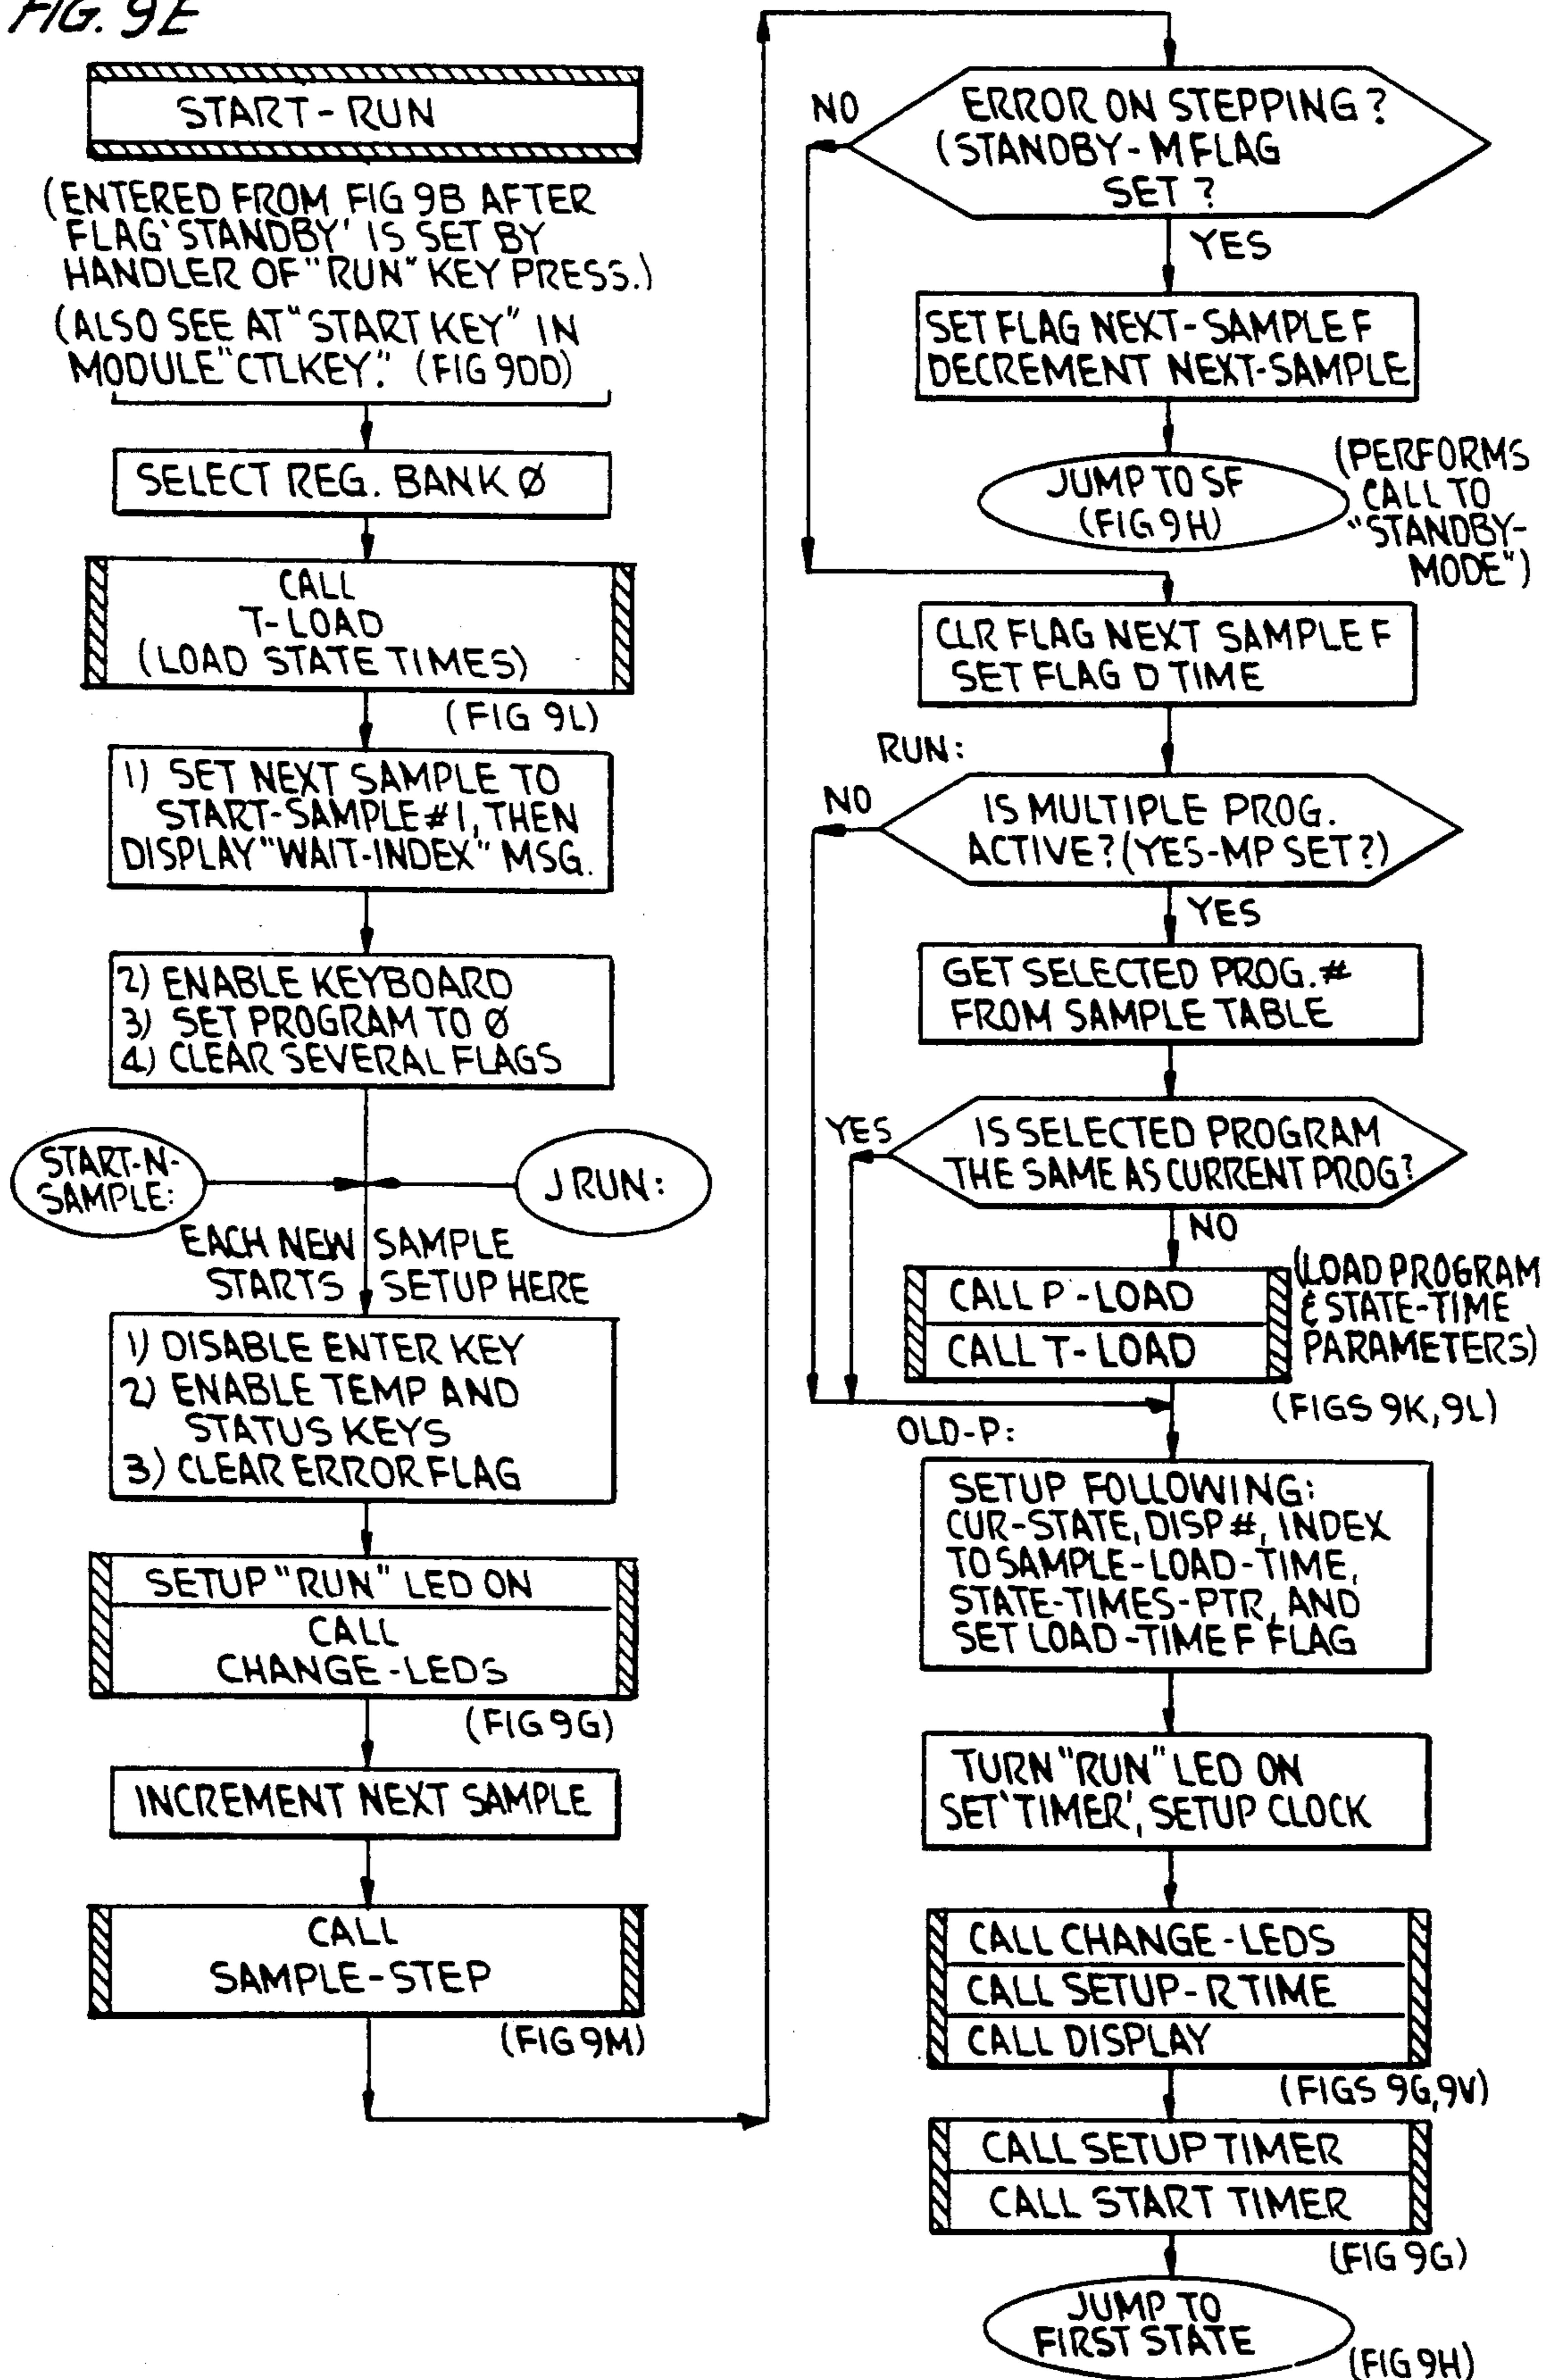 FIG. 9E
START-RUN
(ENTERED FROM FIG 9B AFTER
FLAG 'STANDBY' IS SET BY
HANDLER OF "RUN" KEY PRESS.)
(ALSO SEE AT "START KEY" IN
MODULE "CTLKEY." (FIG 9DD)
SELECT REG. BANK Ø
CALL
T-LOAD
(LOAD STATE TIMES)
(FIG 9L)
1) SET NEXT SAMPLE TO
START-SAMPLE #1, THEN
DISPLAY "WAIT-INDEX" MSG.
2) ENABLE KEYBOARD
3) SET PROGRAM TO Ø
4) CLEAR SEVERAL FLAGS
START-N-
SAMPLE:
J RUN:
EACH NEW SAMPLE
STARTS SETUP HERE
1) DISABLE ENTER KEY
2) ENABLE TEMP AND
STATUS KEYS
3) CLEAR ERROR FLAG
SETUP "RUN" LED ON
CALL
CHANGE-LEDS
(FIG 9G)
INCREMENT NEXT SAMPLE
CALL
SAMPLE-STEP
(FIG 9M)
ERROR ON STEPPING?
(STANDBY-M FLAG
SET?
NO
YES
SET FLAG NEXT-SAMPLE F
DECREMENT NEXT-SAMPLE
JUMP TO SF
(FIG 9H)
(PERFORMS
CALL TO
"STANDBY-
MODE")
CLR FLAG NEXT SAMPLE F
SET FLAG D TIME
RUN:
NO
IS MULTIPLE PROG.
ACTIVE? (YES-MP SET?)
YES
GET SELECTED PROG. #
FROM SAMPLE TABLE
YES
IS SELECTED PROGRAM
THE SAME AS CURRENT PROG?
NO
CALL P-LOAD
CALL T-LOAD
(LOAD PROGRAM
& STATE-TIME
PARAMETERS)
(FIGS 9K, 9L)
OLD-P:
SETUP FOLLOWING:
CUR-STATE, DISP #, INDEX
TO SAMPLE-LOAD-TIME,
STATE-TIMES-PTR, AND
SET LOAD-TIME F FLAG
TURN "RUN" LED ON
SET 'TIMER', SETUP CLOCK
CALL CHANGE-LEDS
CALL SETUP-R TIME
CALL DISPLAY
(FIGS 9G, 9V)
CALL SETUP TIMER
CALL START TIMER
(FIG 9G)
JUMP TO
FIRST STATE
(FIG 9H)